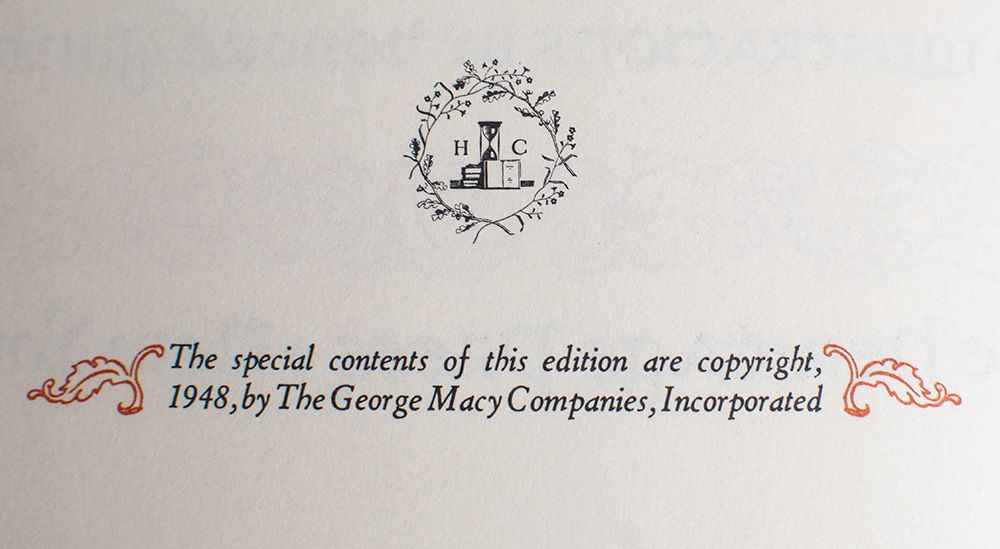 H C
The special contents of this edition are copyright,
1948, by The George Macy Companies, Incorporated